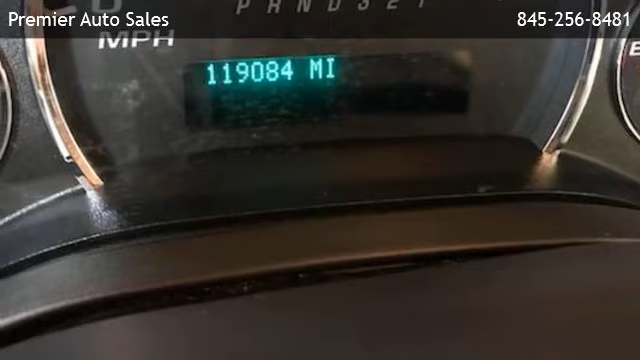 Premier Auto Sales
845-256-8481
PRND321
MPH
119084 MI